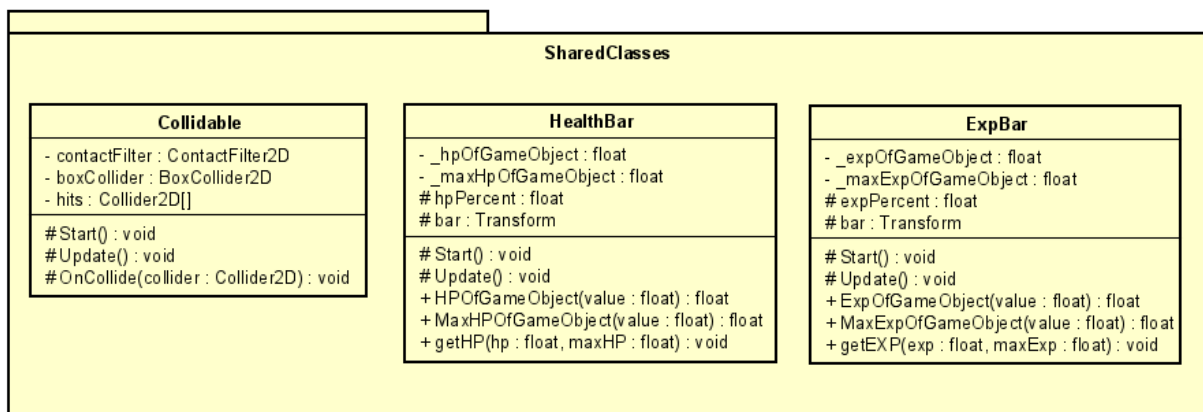 SharedClasses
Collidable
- contactFilter : ContactFilter2D
- boxCollider : BoxCollider2D
- hits : Collider2D[]
# Start() : void
# Update() : void
# OnCollide(collider : Collider2D) : void
HealthBar
- _hpOfGameObject : float
- _maxHpOfGameObject : float
# hpPercent : float
# bar : Transform
# Start() : void
# Update() : void
+ HPOfGameObject(value : float) : float
+ MaxHPOfGameObject(value : float) : float
+ getHP(hp : float, maxHP : float) : void
ExpBar
- _expOfGameObject : float
- _maxExpOfGameObject : float
# expPercent : float
# bar : Transform
# Start() : void
# Update() : void
+ ExpOfGameObject(value : float) : float
+ MaxExpOfGameObject(value : float) : float
+ getEXP(exp : float, maxExp : float) : void